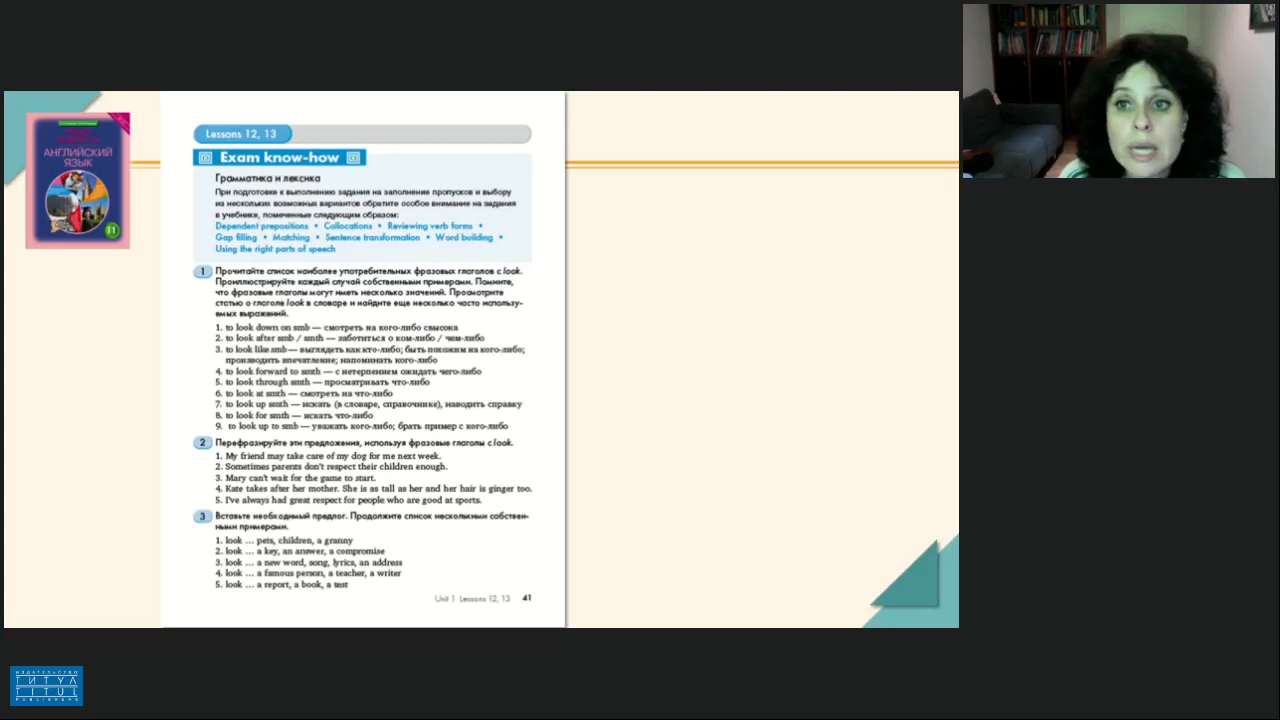 АНГЛИЙСКИЙ
ЯЗЫК
11
Lessons 12, 13
Exam know-how
Грамматика и лексика
При подготовке к выполнению задания на заполнение пропусков и выбору
из нескольких возможных вариантов обратите особое внимание на задания
в учебнике, помеченные следующим образом:
Dependent prepositions • Collocations • Reviewing verb forms •
Gap filling • Matching • Sentence transformation • Word building •
Using the right parts of speech
1 Прочитайте список наиболее употребительных фразовых глаголов с look.
Проиллюстрируйте каждый случай собственными примерами. Помните,
что фразовые глаголы могут иметь несколько значений. Просмотрите
статью о глаголе look в словаре и найдите еще несколько часто использу-
емых выражений.
1. to look down on smb — смотреть на кого-либо свысока
2. to look after smb / smth — заботиться о ком-либо / чем-либо
3. to look like smb — выглядеть как кто-либо; быть похожим на кого-либо;
производить впечатление; напоминать кого-либо
4. to look forward to smth — с нетерпением ожидать чего-либо
5. to look through smth — просматривать что-либо
6. to look at smth — смотреть на что-либо
7. to look up smth — искать (в словаре, справочнике), наводить справку
8. to look for smth — искать что-либо
9. to look up to smb — уважать кого-либо; брать пример с кого-либо
2 Перефразируйте эти предложения, используя фразовые глаголы с look.
1. My friend may take care of my dog for me next week.
2. Sometimes parents don't respect their children enough.
3. Mary can't wait for the game to start.
4. Kate takes after her mother. She is as tall as her and her hair is ginger too.
5. I've always had great respect for people who are good at sports.
3 Вставьте необходимый предлог. Продолжите список несколькими собствен-
ными примерами.
1. look ... pets, children, a granny
2. look ... a key, an answer, a compromise
3. look ... a new word, song, lyrics, an address
4. look ... a famous person, a teacher, a writer
5. look ... a report, a book, a test
Unit 1 Lessons 12, 13 41
ИЗДАТЕЛЬСТВО
ТИТУЛ
TITUL
PUBLISHERS